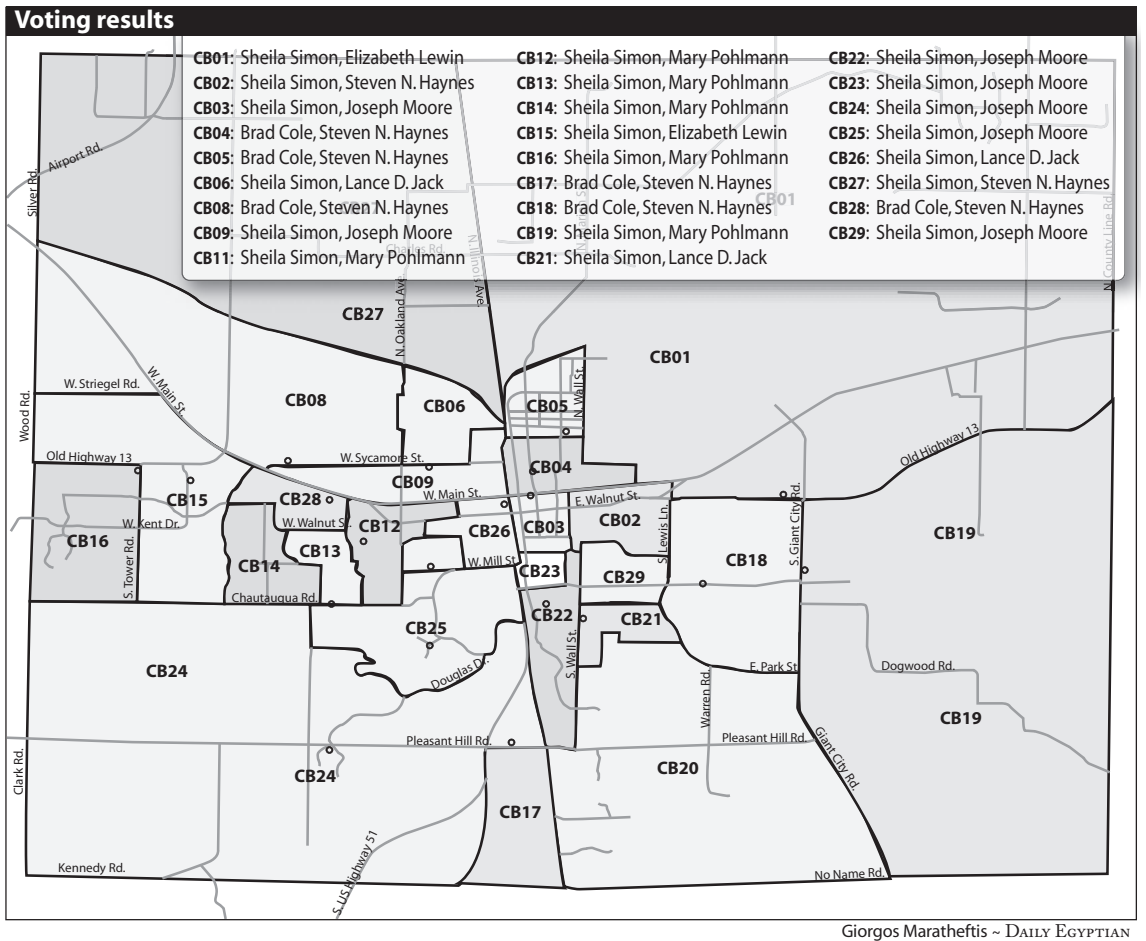 Voting results
CB01: Sheila Simon, Elizabeth Lewin
CB02: Sheila Simon, Steven N. Haynes
CB03: Sheila Simon, Joseph Moore
CB04: Brad Cole, Steven N. Haynes
CB05: Brad Cole, Steven N. Haynes
CB06: Sheila Simon, Lance D. Jack
CB08: Brad Cole, Steven N. Haynes
CB09: Sheila Simon, Joseph Moore
CB11: Sheila Simon, Mary Pohlmann
CB12: Sheila Simon, Mary Pohlmann
CB13: Sheila Simon, Mary Pohlmann
CB14: Sheila Simon, Mary Pohlmann
CB15: Sheila Simon, Elizabeth Lewin
CB16: Sheila Simon, Mary Pohlmann
CB17: Brad Cole, Steven N. Haynes
CB18: Brad Cole, Steven N. Haynes
CB19: Sheila Simon, Mary Pohlmann
CB21: Sheila Simon, Lance D. Jack
CB22: Sheila Simon, Joseph Moore
CB23: Sheila Simon, Joseph Moore
CB24: Sheila Simon, Joseph Moore
CB25: Sheila Simon, Joseph Moore
CB26: Sheila Simon, Lance D. Jack
CB27: Sheila Simon, Steven N. Haynes
CB28: Brad Cole, Steven N. Haynes
CB29: Sheila Simon, Joseph Moore
Airport Rd.
Silver Rd.
CB01
Charles Rd.
N. Illinois Ave.
N. County Line Rd.
CB27
N. Oakland Ave.
CB01
W. Striegel Rd.
W. Main St.
Wood Rd.
CB08
CB06
CB05
N. Wall St.
Old Highway 13
W. Sycamore St.
CB04
Old Highway 13
CB15
CB28
CB09
W. Main St.
E. Walnut St.
W. Kent Dr.
W. Walnut St.
CB12
CB26
CB03
CB02
S. Lewis Ln.
S. Giant City Rd.
CB19
CB16
S. Tower Rd.
CB14
CB13
W. Mill St.
CB23
CB29
CB18
Chautauqua Rd.
CB25
CB22
CB21
S. Wall St.
CB24
Douglas Dr.
E. Park St.
Dogwood Rd.
Warren Rd.
CB19
Pleasant Hill Rd.
Pleasant Hill Rd.
Giant City Rd.
Clark Rd.
CB24
CB20
CB17
Kennedy Rd.
S. US Highway 51
No Name Rd.
Giorgos Maratheftis ~ DAILY EGYPTIAN